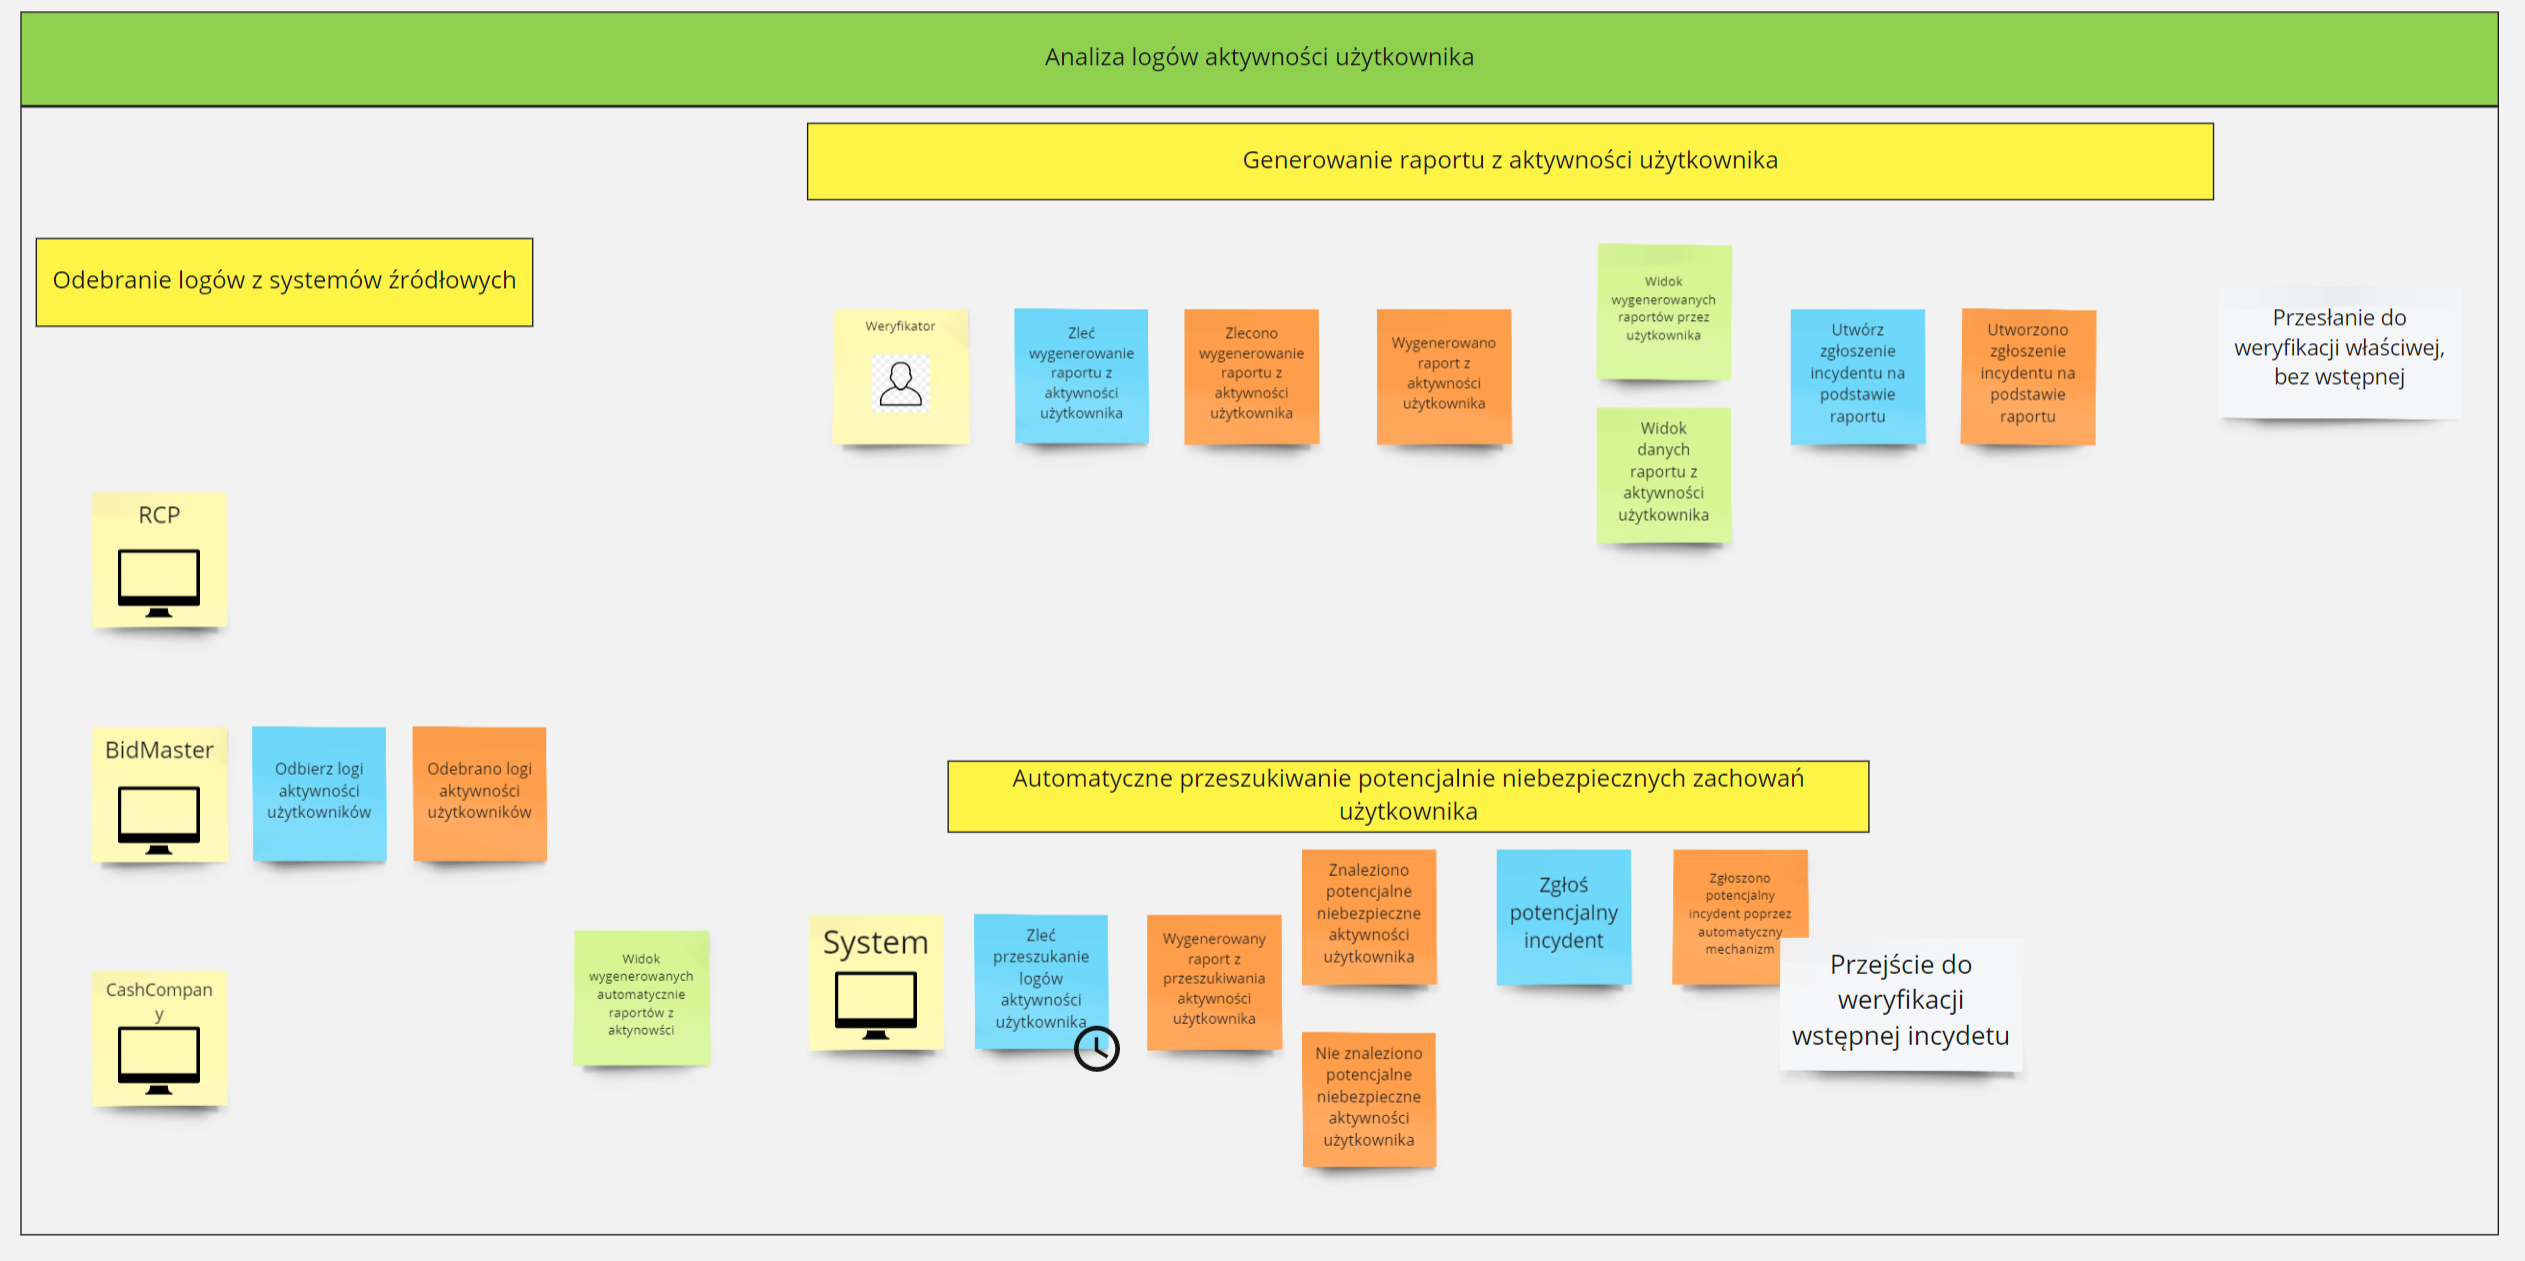 Analiza logów aktywności użytkownika
Generowanie raportu z aktywności użytkownika
Odebranie logów z systemów źródłowych
Weryfikator
Zleć
wygenerowanie
raportu z
aktywności
użytkownika
Zlecono
wygenerowanie
raportu z
aktywności
użytkownika
Wygenerowano
raport z
aktywności
użytkownika
Widok
wygenerowanych
raportów przez
użytkownika
Widok
danych
raportu z
aktywności
użytkownika
Utwórz
zgłoszenie
incydentu na
podstawie
raportu
Utworzono
zgłoszenie
incydentu na
podstawie
raportu
Przesłanie do
weryfikacji właściwej,
bez wstępnej
RCP
BidMaster
Odbierz logi
aktywności
użytkowników
Odebrano logi
aktywności
użytkowników
CashCompan
y
Widok
wygenerowanych
automatycznie
raportów z
aktynowści
Automatyczne przeszukiwanie potencjalnie niebezpiecznych zachowań
użytkownika
System
Zleć
przeszukanie
logów
aktywności
użytkownika
Wygenerowany
raport z
przeszukiwania
aktywności
użytkownika
Znaleziono
potencjalne
niebezpieczne
aktywności
użytkownika
Nie znaleziono
potencjalne
niebezpieczne
aktywności
użytkownika
Zgłoś
potencjalny
incydent
Zgłoszono
potencjalny
incydent poprzez
automatyczny
mechanizm
Przejście do
weryfikacji
wstępnej incydetu